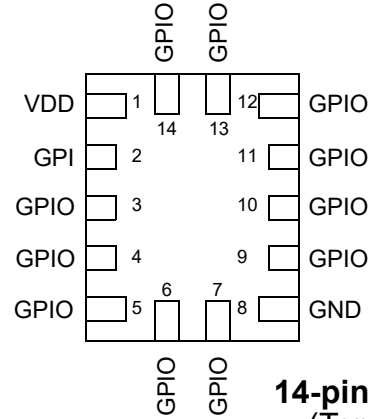 GPIO GPIO
VDD 1 14 13 12 GPIO
GPI 2 11 GPIO
GPIO 3 10 GPIO
GPIO 4 9 GPIO
GPIO 5 6 7 8 GND
GPIO GPIO
14-pin